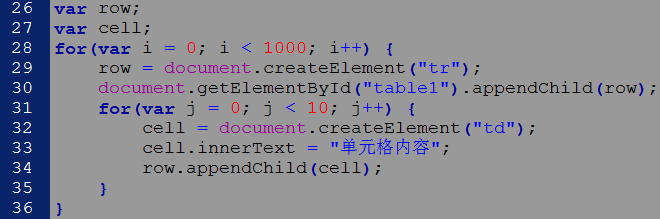 26 var row;
27 var cell;
28 for(var i = 0; i < 1000; i++) {
29     row = document.createElement("tr");
30     document.getElementById("table1").appendChild(row);
31     for(var j = 0; j < 10; j++) {
32         cell = document.createElement("td");
33         cell.innerText = "单元格内容";
34         row.appendChild(cell);
35     }
36 }